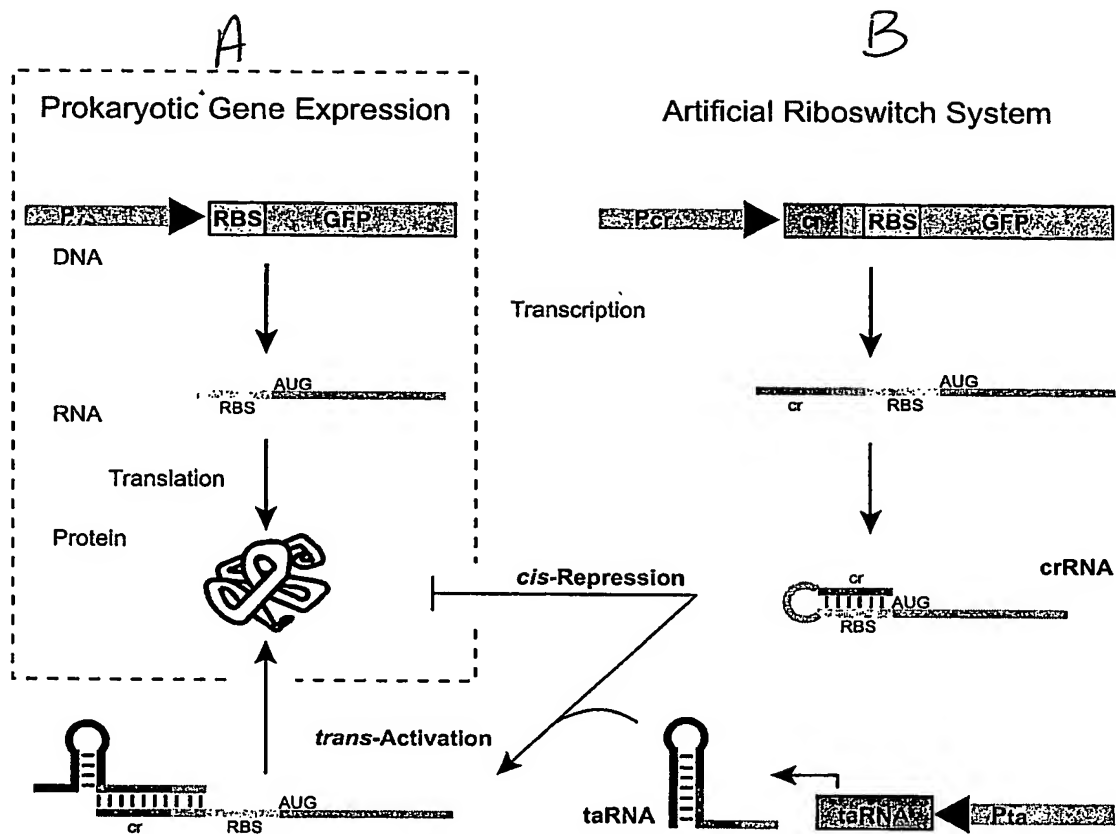 A
B
Prokaryotic Gene Expression
Artificial Riboswitch System
P
RBS
GFP
Pcr
cr
RBS
GFP
DNA
Transcription
AUG
RBS
RNA
AUG
cr
RBS
Translation
Protein
cis-Repression
crRNA
cr
AUG
RBS
trans-Activation
taRNA
taRNA
Pta
AUG
cr
RBS